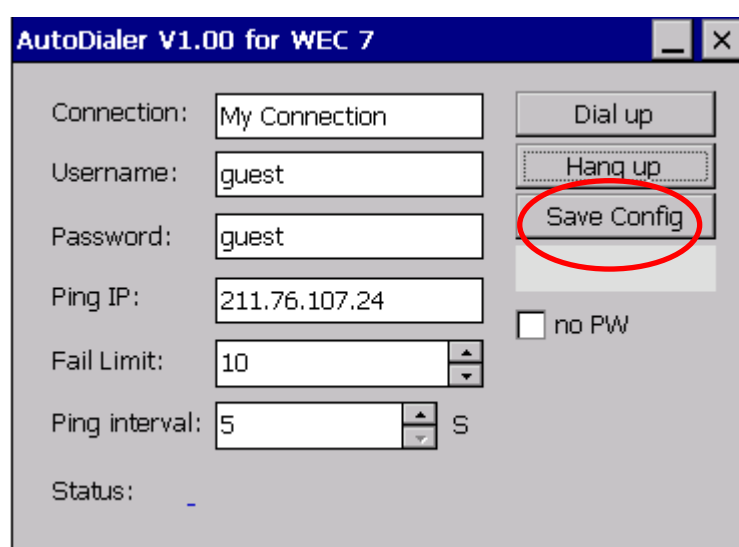 AutoDialer V1.00 for WEC 7
Connection: My Connection Dial up
Username: guest Hang up
Password: guest Save Config
Ping IP: 211.76.107.24
no PW
Fail Limit: 10
Ping interval: 5 S
Status: -